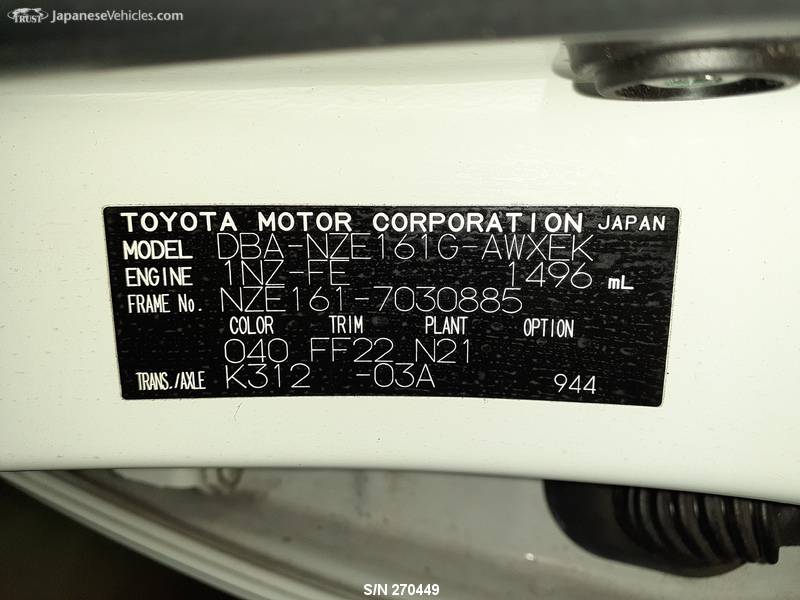 TRUST JapaneseVehicles.com
TOYOTA MOTOR CORPORATION JAPAN
MODEL DBA-NZE161G-AWXEK
ENGINE 1NZ-FE 1496 mL
FRAME No. NZE161-7030885
COLOR TRIM PLANT OPTION
040 FF22 N21
TRANS./AXLE K312 -03A 944
S/N 270449